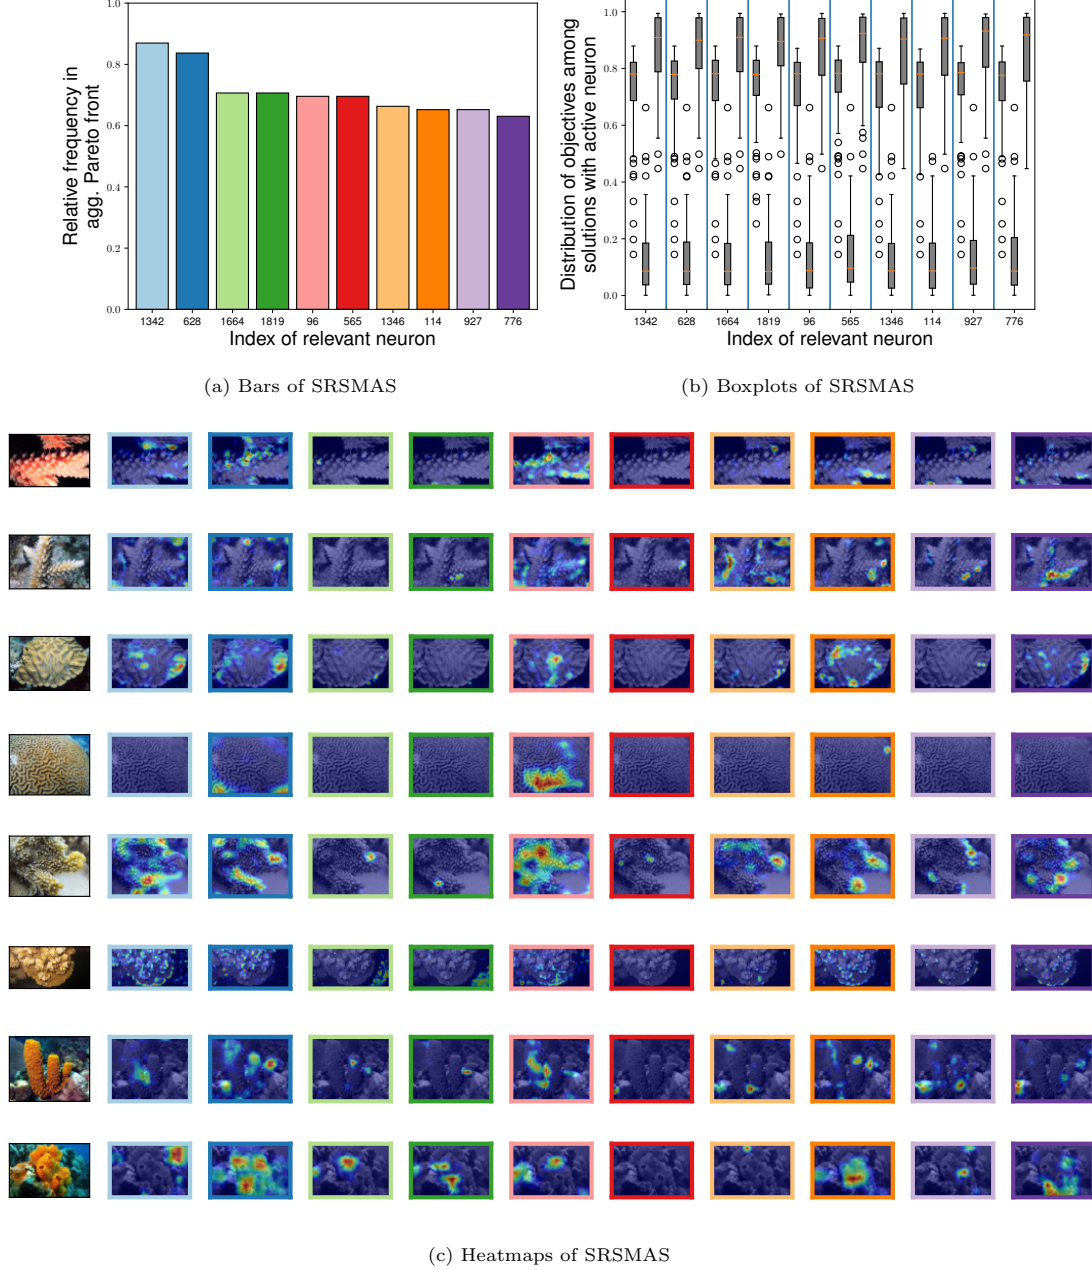 1.0
0.8
0.6
0.4
0.2
0.0
Relative frequency in
agg. Pareto front
1342 628 1664 1819 96 565 1346 114 927 776
Index of relevant neuron
(a) Bars of SRSMAS
1.0
0.8
0.6
0.4
0.2
0.0
Distribution of objectives among
solutions with active neuron
1342 628 1664 1819 96 565 1346 114 927 776
Index of relevant neuron
(b) Boxplots of SRSMAS
(c) Heatmaps of SRSMAS